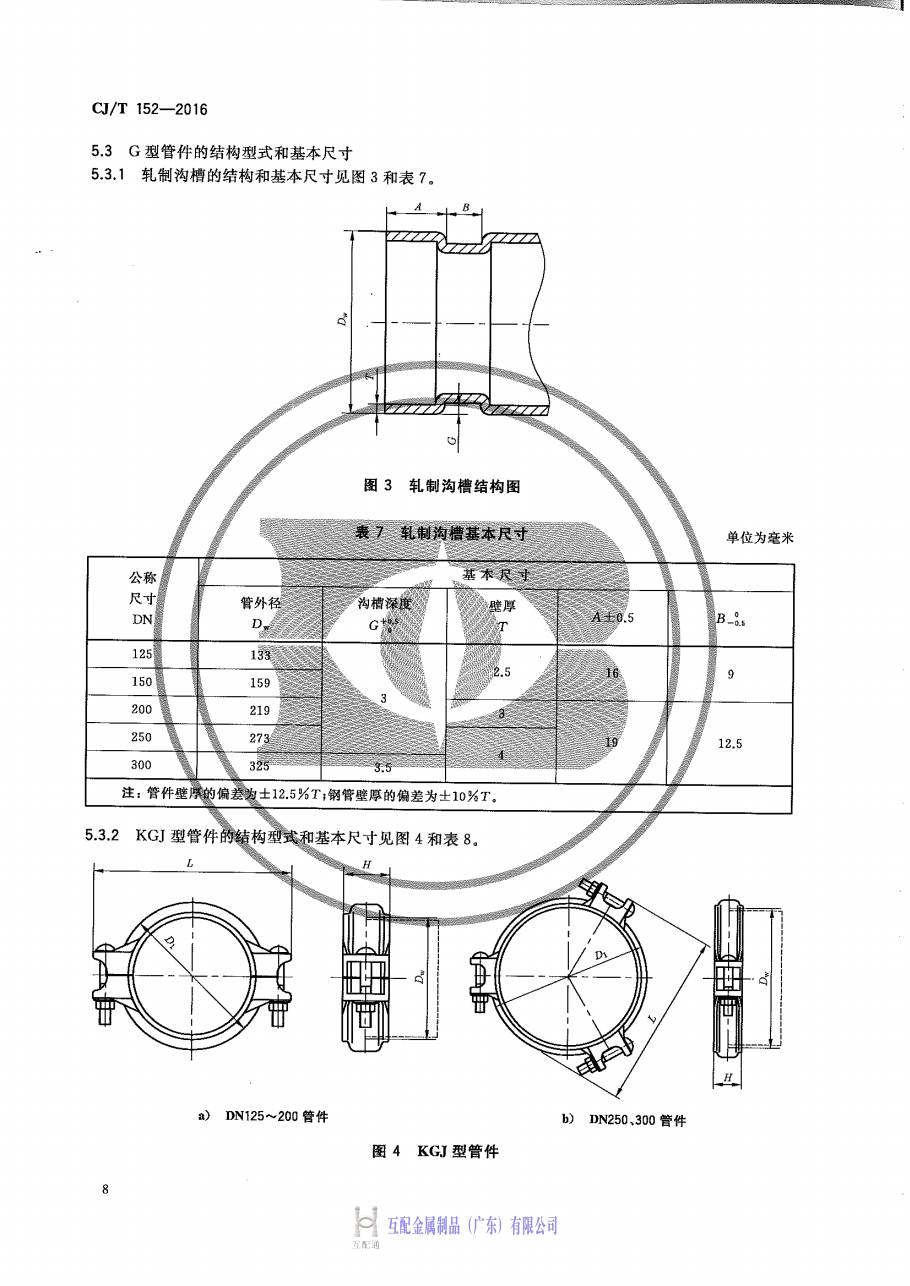 CJ/T 152—2016
5.3 G 型管件的结构型式和基本尺寸
5.3.1 轧制沟槽的结构和基本尺寸见图 3 和表 7。
A B
Dw
T
G
图 3 轧制沟槽结构图
表 7 轧制沟槽基本尺寸
单位为毫米
公称尺寸 DN 基本尺寸
管外径 Dw 沟槽深度 G+0.5 0 壁厚 T A±0.5 B 0 −0.5
125 133 3 2.5 16 9
150 159
200 219 3 19 12.5
250 273 4
300 325 3.5
注：管件壁厚的偏差为±12.5%T；钢管壁厚的偏差为±10%T。
5.3.2 KGJ 型管件的结构型式和基本尺寸见图 4 和表 8。
L H
D1 Dw D1 L Dw
H
a） DN125～200 管件
b） DN250、300 管件
图 4 KGJ 型管件
8
互配金属制品（广东）有限公司
互配通